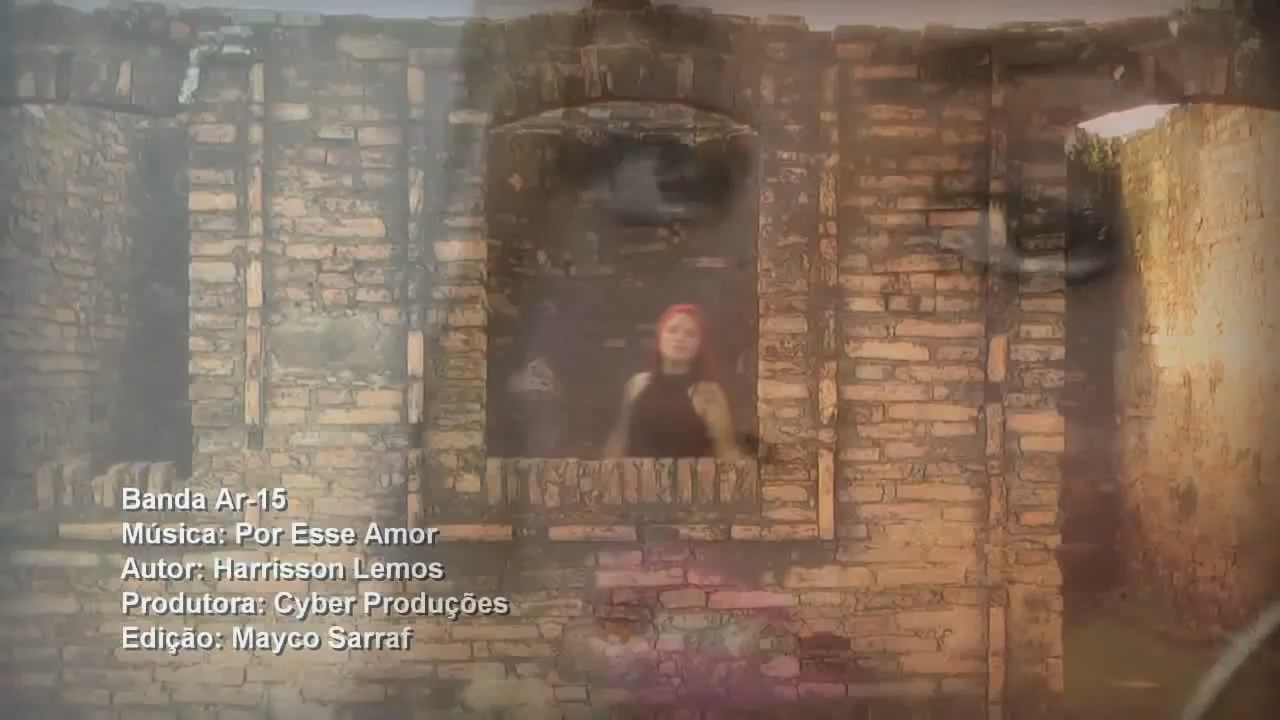 Banda Ar-15
Música: Por Esse Amor
Autor: Harrisson Lemos
Produtora: Cyber Produções
Edição: Mayco Sarraf